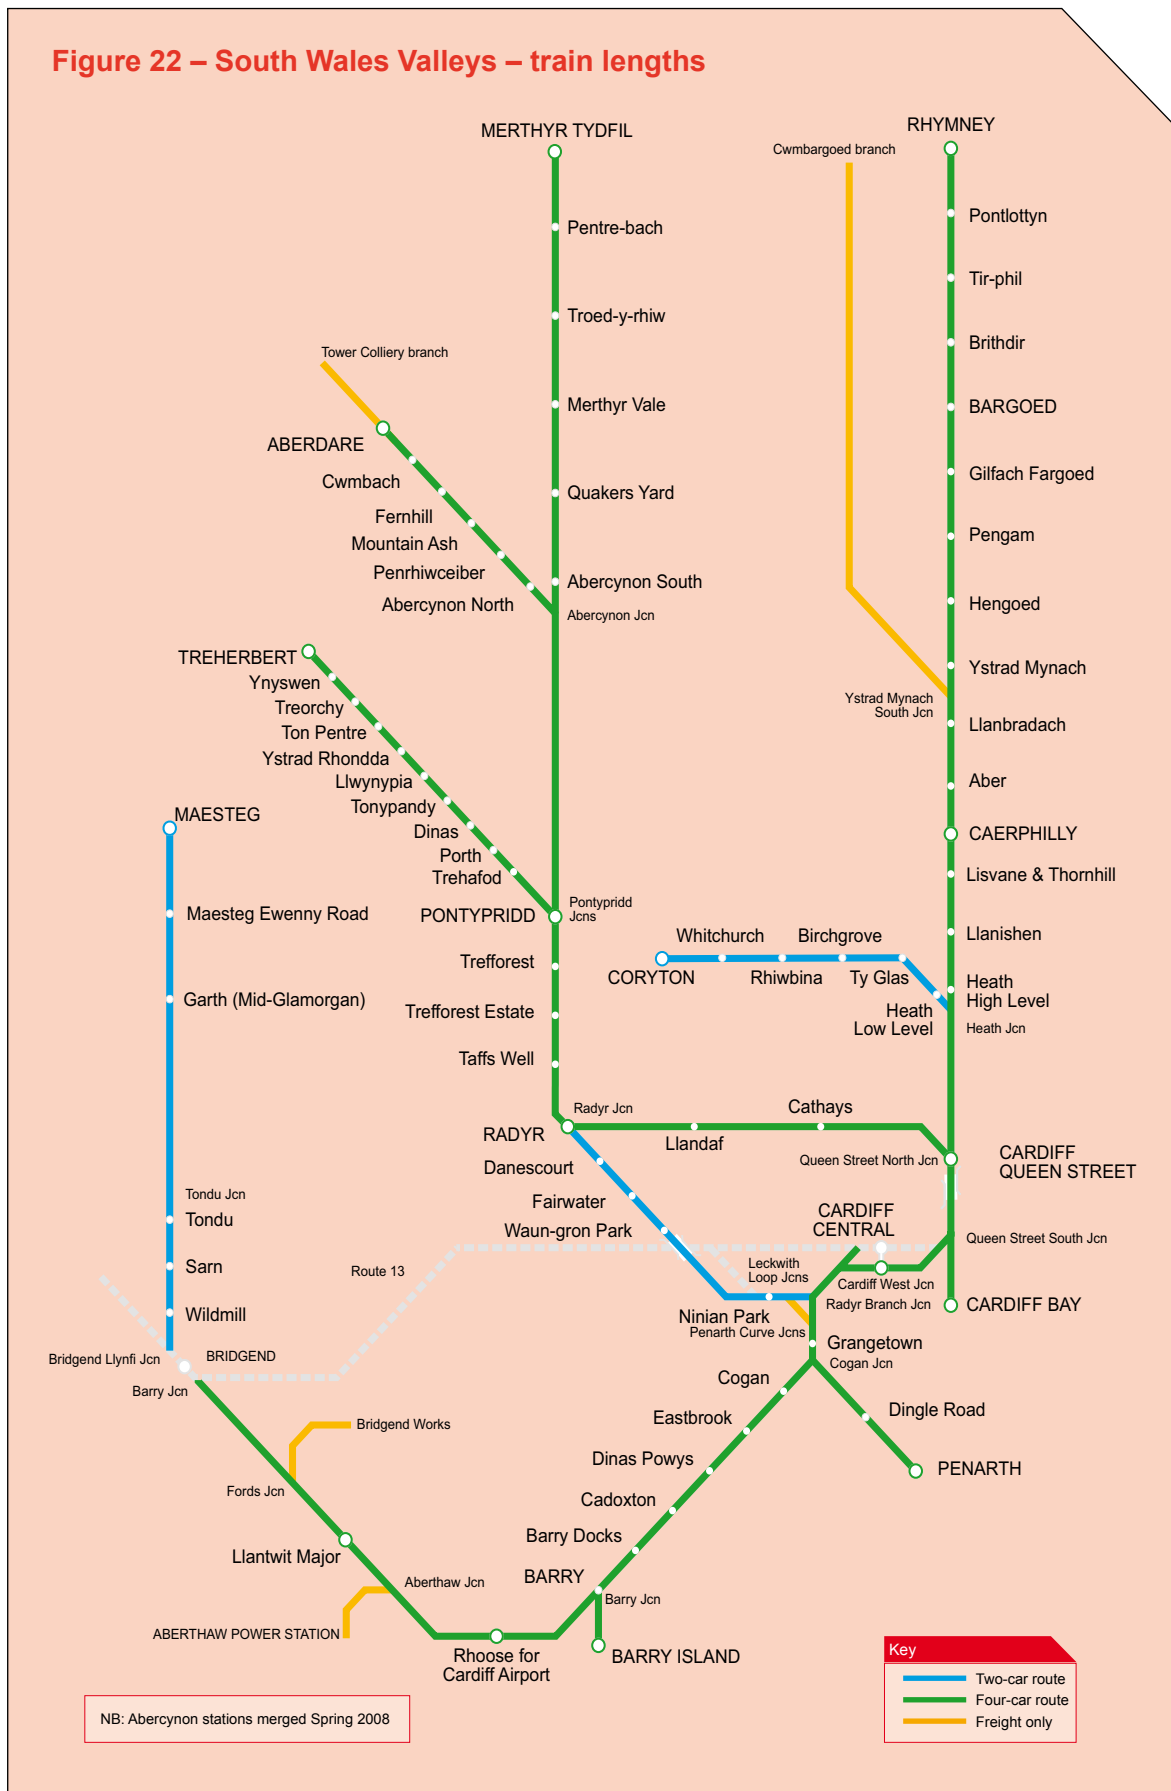 Figure 22 – South Wales Valleys – train lengths
MERTHYR TYDFIL
RHYMNEY
Cwmbargoed branch
Pontlottyn
Pentre-bach
Tir-phil
Troed-y-rhiw
Brithdir
Tower Colliery branch
Merthyr Vale
BARGOED
ABERDARE
Gilfach Fargoed
Cwmbach
Quakers Yard
Fernhill
Pengam
Mountain Ash
Penrhiwceiber
Abercynon South
Abercynon North
Hengoed
Abercynon Jcn
TREHERBERT
Ystrad Mynach
Ynyswen
Ystrad Mynach
South Jcn
Treorchy
Llanbradach
Ton Pentre
Ystrad Rhondda
Llwynypia
Aber
Tonypandy
MAESTEG
Dinas
CAERPHILLY
Porth
Trehafod
Lisvane & Thornhill
Pontypridd
Jcns
PONTYPRIDD
Maesteg Ewenny Road
Whitchurch
Birchgrove
Llanishen
Trefforest
CORYTON
Rhiwbina
Ty Glas
Heath
High Level
Garth (Mid-Glamorgan)
Trefforest Estate
Heath
Low Level
Heath Jcn
Taffs Well
Radyr Jcn
Cathays
RADYR
Llandaf
CARDIFF
QUEEN STREET
Queen Street North Jcn
Danescourt
Tondu Jcn
Fairwater
Tondu
CARDIFF
CENTRAL
Waun-gron Park
Queen Street South Jcn
Sarn
Route 13
Leckwith
Loop Jcns
Cardiff West Jcn
Wildmill
Ninian Park
Radyr Branch Jcn
CARDIFF BAY
Penarth Curve Jcns
Grangetown
Bridgend Llynfi Jcn
BRIDGEND
Cogan Jcn
Barry Jcn
Cogan
Eastbrook
Dingle Road
Bridgend Works
Dinas Powys
PENARTH
Fords Jcn
Cadoxton
Barry Docks
Llantwit Major
BARRY
Aberthaw Jcn
Barry Jcn
ABERTHAW POWER STATION
Rhoose for
Cardiff Airport
BARRY ISLAND
Key
Two-car route
Four-car route
Freight only
NB: Abercynon stations merged Spring 2008